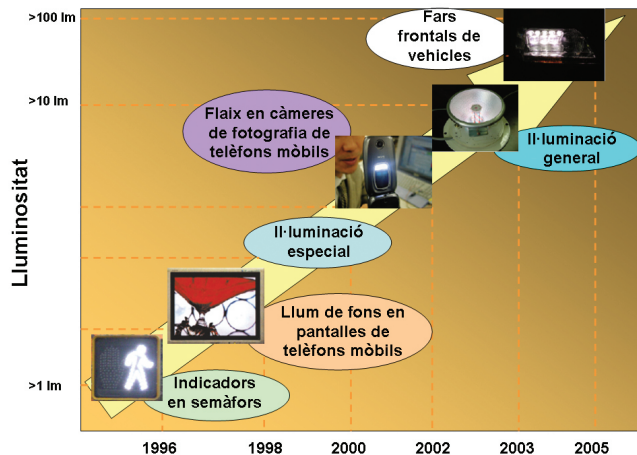 >100 lm
>10 lm
>1 lm
Lluminositat
Fars
frontals de
vehicles
Flaix en càmeres
de fotografia de
telèfons mòbils
Il·luminació
general
Il·luminació
especial
Llum de fons en
pantalles de
telèfons mòbils
Indicadors
en semàfors
1996
1998
2000
2002
2003
2005